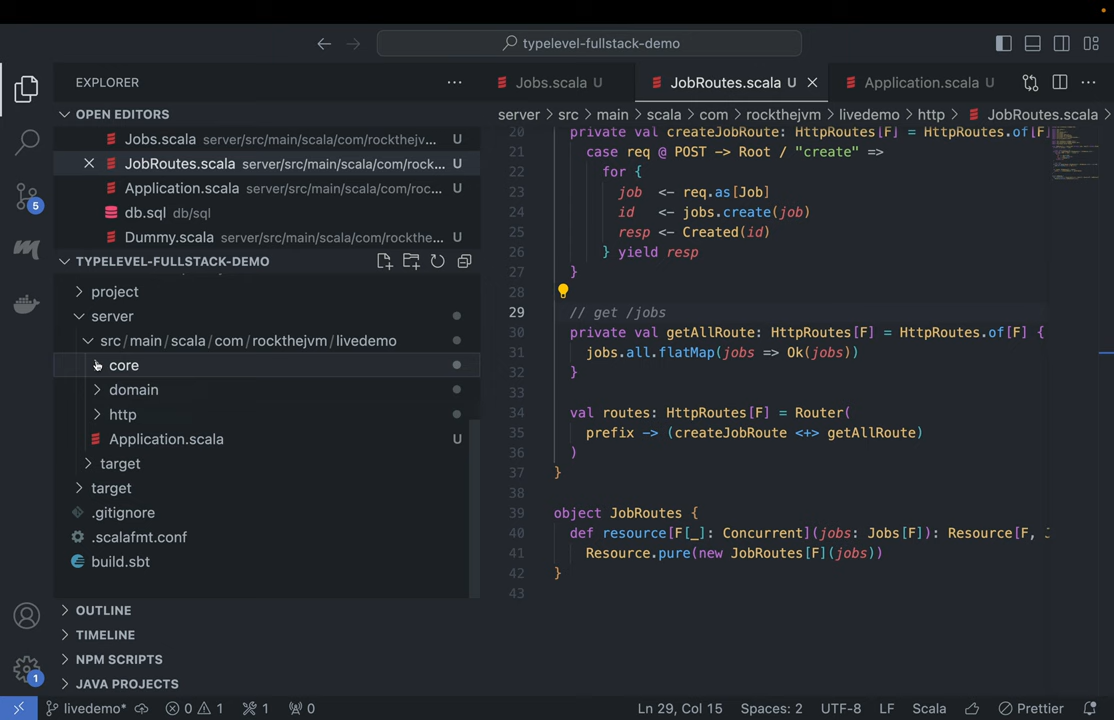 typelevel-fullstack-demo
EXPLORER
Jobs.scala U
JobRoutes.scala U
Application.scala U
OPEN EDITORS
Jobs.scala server/src/main/scala/com/rockthejv... U
JobRoutes.scala server/src/main/scala/com/rock... U
Application.scala server/src/main/scala/com/roc... U
db.sql db/sql
Dummy.scala server/src/main/scala/com/rockthe... U
TYPELEVEL-FULLSTACK-DEMO
project
server
src/main/scala/com/rockthejvm/livedemo
core
domain
http
Application.scala U
target
target
.gitignore
.scalafmt.conf
build.sbt
OUTLINE
TIMELINE
NPM SCRIPTS
JAVA PROJECTS
server > src > main > scala > com > rockthejvm > livedemo > http > JobRoutes.scala >
20 private val createJobRoute: HttpRoutes[F] = HttpRoutes.of[F]
21 case req @ POST -> Root / "create" =>
22 for {
23 job <- req.as[Job]
24 id <- jobs.create(job)
25 resp <- Created(id)
26 } yield resp
27 }
28
29 // get /jobs
30 private val getAllRoute: HttpRoutes[F] = HttpRoutes.of[F] {
31 jobs.all.flatMap(jobs => Ok(jobs))
32 }
33
34 val routes: HttpRoutes[F] = Router(
35 prefix -> (createJobRoute <+> getAllRoute)
36 )
37 }
38
39 object JobRoutes {
40 def resource[F[_]: Concurrent](jobs: Jobs[F]): Resource[F, J
41 Resource.pure(new JobRoutes[F](jobs))
42 }
43
5
1
livedemo* 0 1 1 0 Ln 29, Col 15 Spaces: 2 UTF-8 LF Scala Prettier